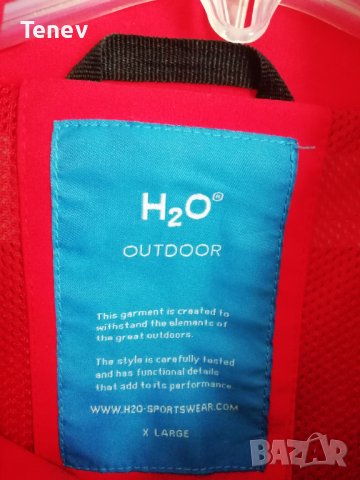 Tenev
H2O®
OUTDOOR
This garment is created to
withstand the elements of
the great outdoors.
The style is carefully tested
and has functional details
that add to its performance.
WWW.H2O-SPORTSWEAR.COM
X LARGE
BAZAR